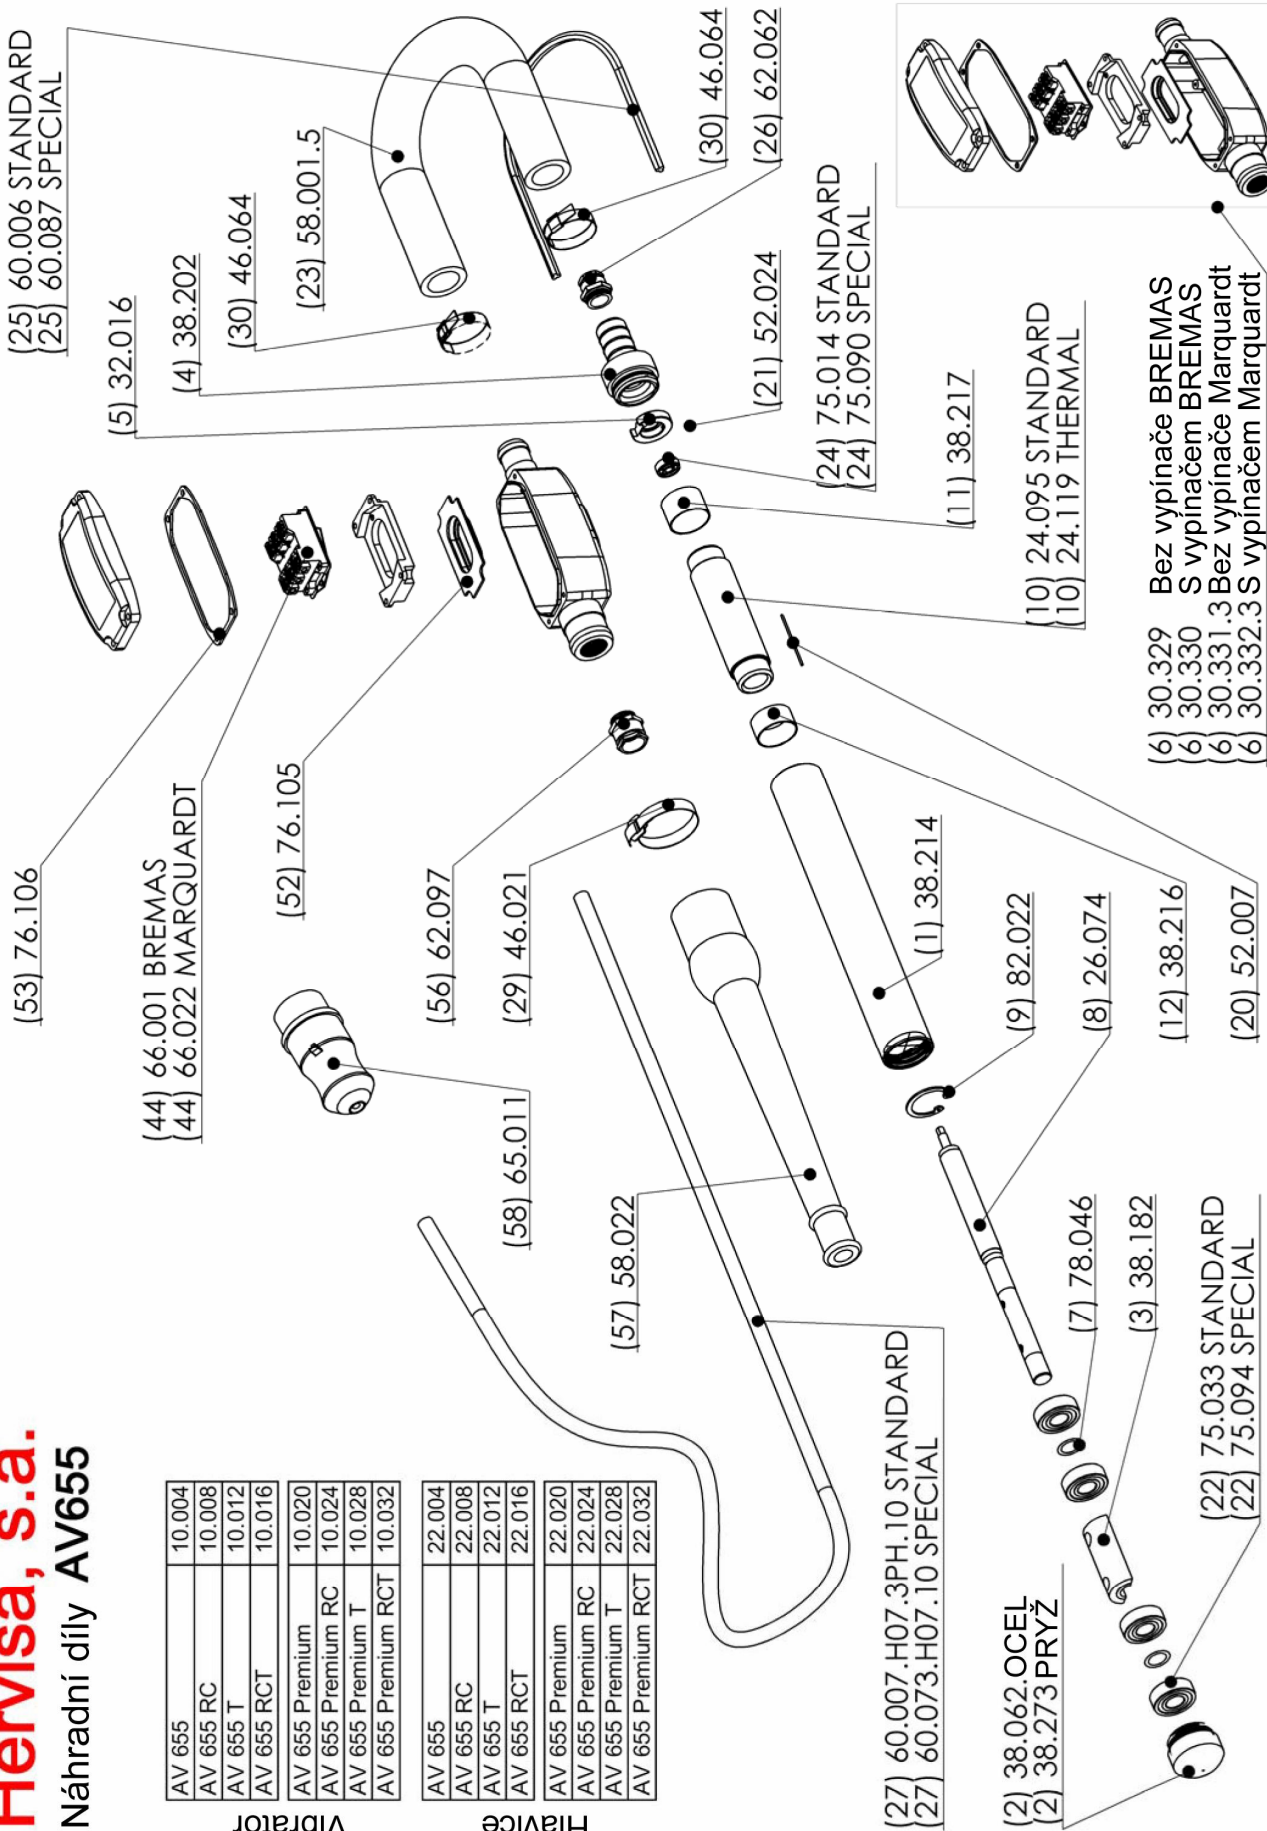 Hervisa, s.a.
Náhradní díly AV655
Vibrátor
AV 655 10.004
AV 655 RC 10.008
AV 655 T 10.012
AV 655 RCT 10.016
AV 655 Premium 10.020
AV 655 Premium RC 10.024
AV 655 Premium T 10.028
AV 655 Premium RCT 10.032
Hlavice
AV 655 22.004
AV 655 RC 22.008
AV 655 T 22.012
AV 655 RCT 22.016
AV 655 Premium 22.020
AV 655 Premium RC 22.024
AV 655 Premium T 22.028
AV 655 Premium RCT 22.032
(53) 76.106
(44) 66.001 BREMAS
(44) 66.022 MARQUARDT
(52) 76.105
(56) 62.097
(29) 46.021
(58) 65.011
(57) 58.022
(25) 60.006 STANDARD
(25) 60.087 SPECIAL
(5) 32.016
(4) 38.202
(30) 46.064
(23) 58.001.5
(30) 46.064
(26) 62.062
(21) 52.024
(24) 75.014 STANDARD
(24) 75.090 SPECIAL
(11) 38.217
(10) 24.095 STANDARD
(10) 24.119 THERMAL
(6) 30.329 Bez vypínače BREMAS
(6) 30.330 S vypínačem BREMAS
(6) 30.331.3 Bez vypínače Marquardt
(6) 30.332.3 S vypínačem Marquardt
(1) 38.214
(9) 82.022
(8) 26.074
(12) 38.216
(20) 52.007
(7) 78.046
(3) 38.182
(22) 75.033 STANDARD
(22) 75.094 SPECIAL
(27) 60.007.H07.3PH.10 STANDARD
(27) 60.073.H07.10 SPECIAL
(2) 38.062.OCEL
(2) 38.273 PRYŽ